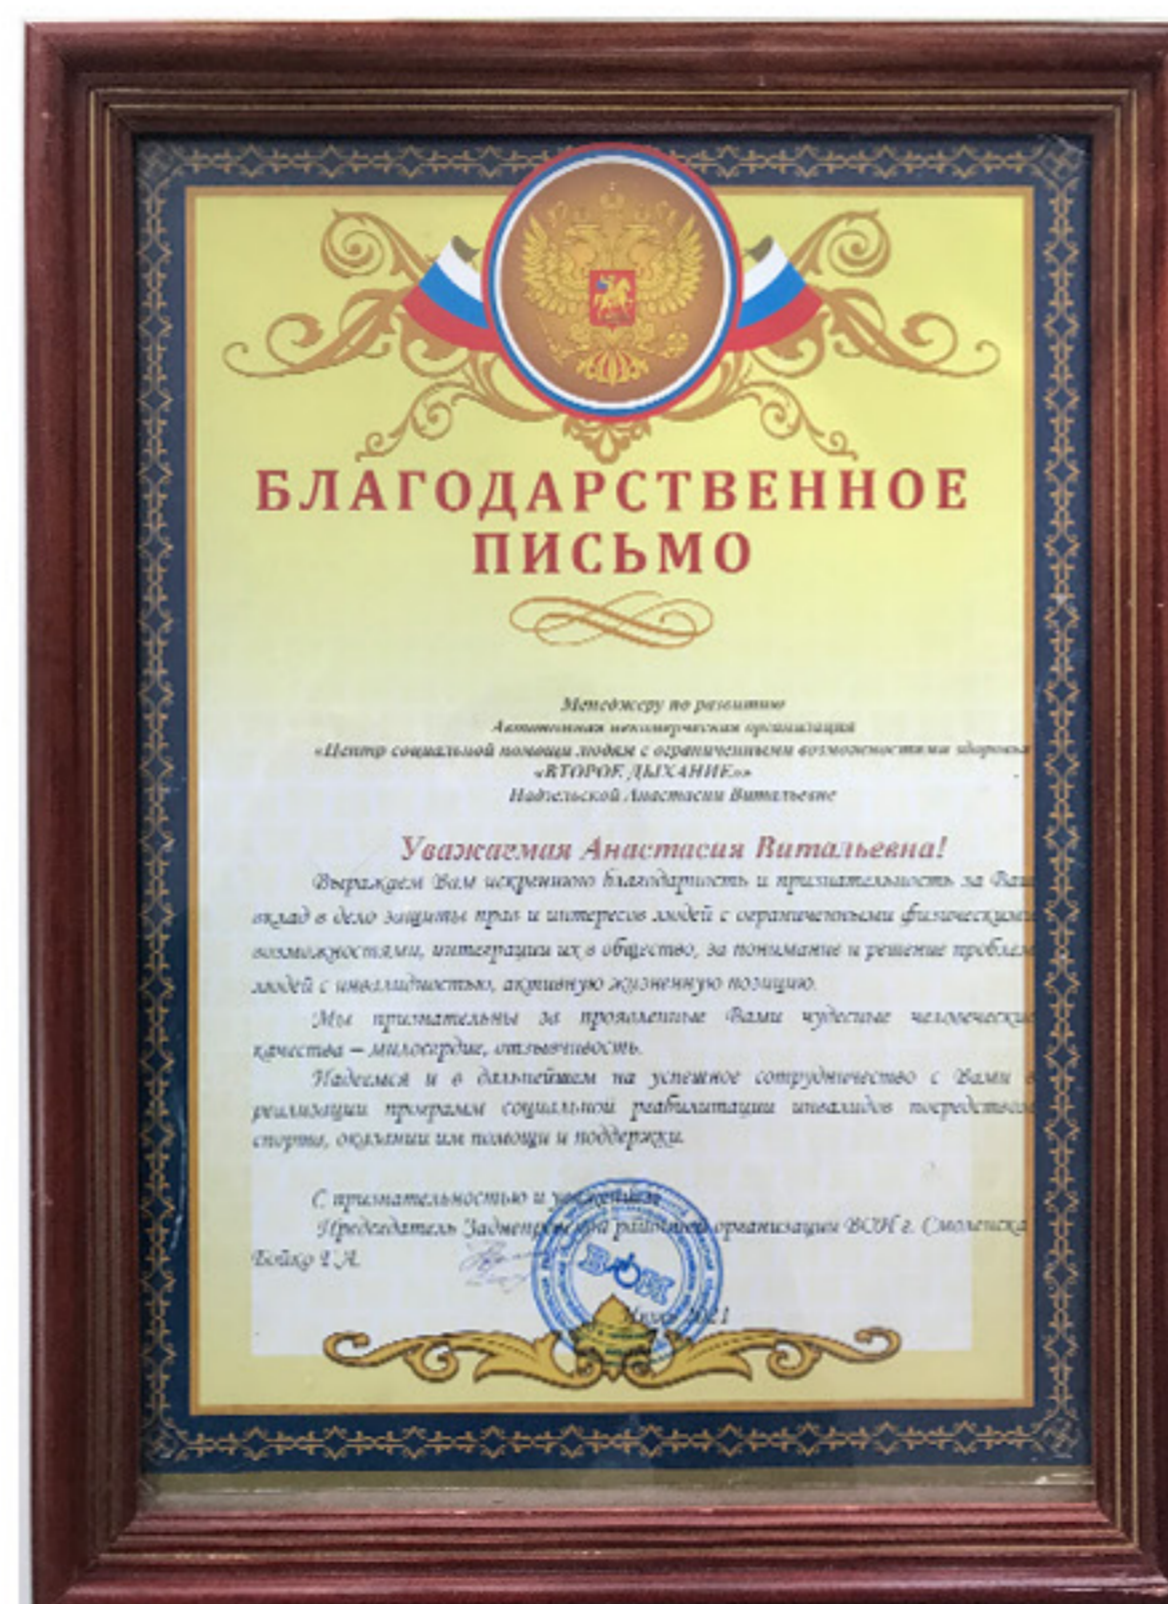 БЛАГОДАРСТВЕННОЕ
ПИСЬМО
Менеджеру по развитию
Автономная некомерческая организация
«Центр социальной помощи людям с ограниченными возможностями здоровья
«ВТОРОЕ ДЫХАНИЕ»»
Анастасии Витальевне
Уважаемая Анастасия Витальевна!
Выражаем Вам искреннюю благодарность и признательность за Ваш
вклад в дело защиты прав и интересов людей с ограниченными физическими
возможностями, интеграции их в общество, за понимание и решение проблем
людей с инвалидностью, активную жизненную позицию.
Мы признательны за проявленные Вами чудесные человеческие
качества – милосердие, отзывчивость.
Надеемся и в дальнейшем на успешное сотрудничество с Вами в
реализации программ социальной реабилитации инвалидов посредством
спорта, оказании им помощи и поддержки.
С признательностью и уважением
Председатель Заднепровской районной организации ВОИ г. Смоленска
Бойко Е.А.
ВОИ
2021